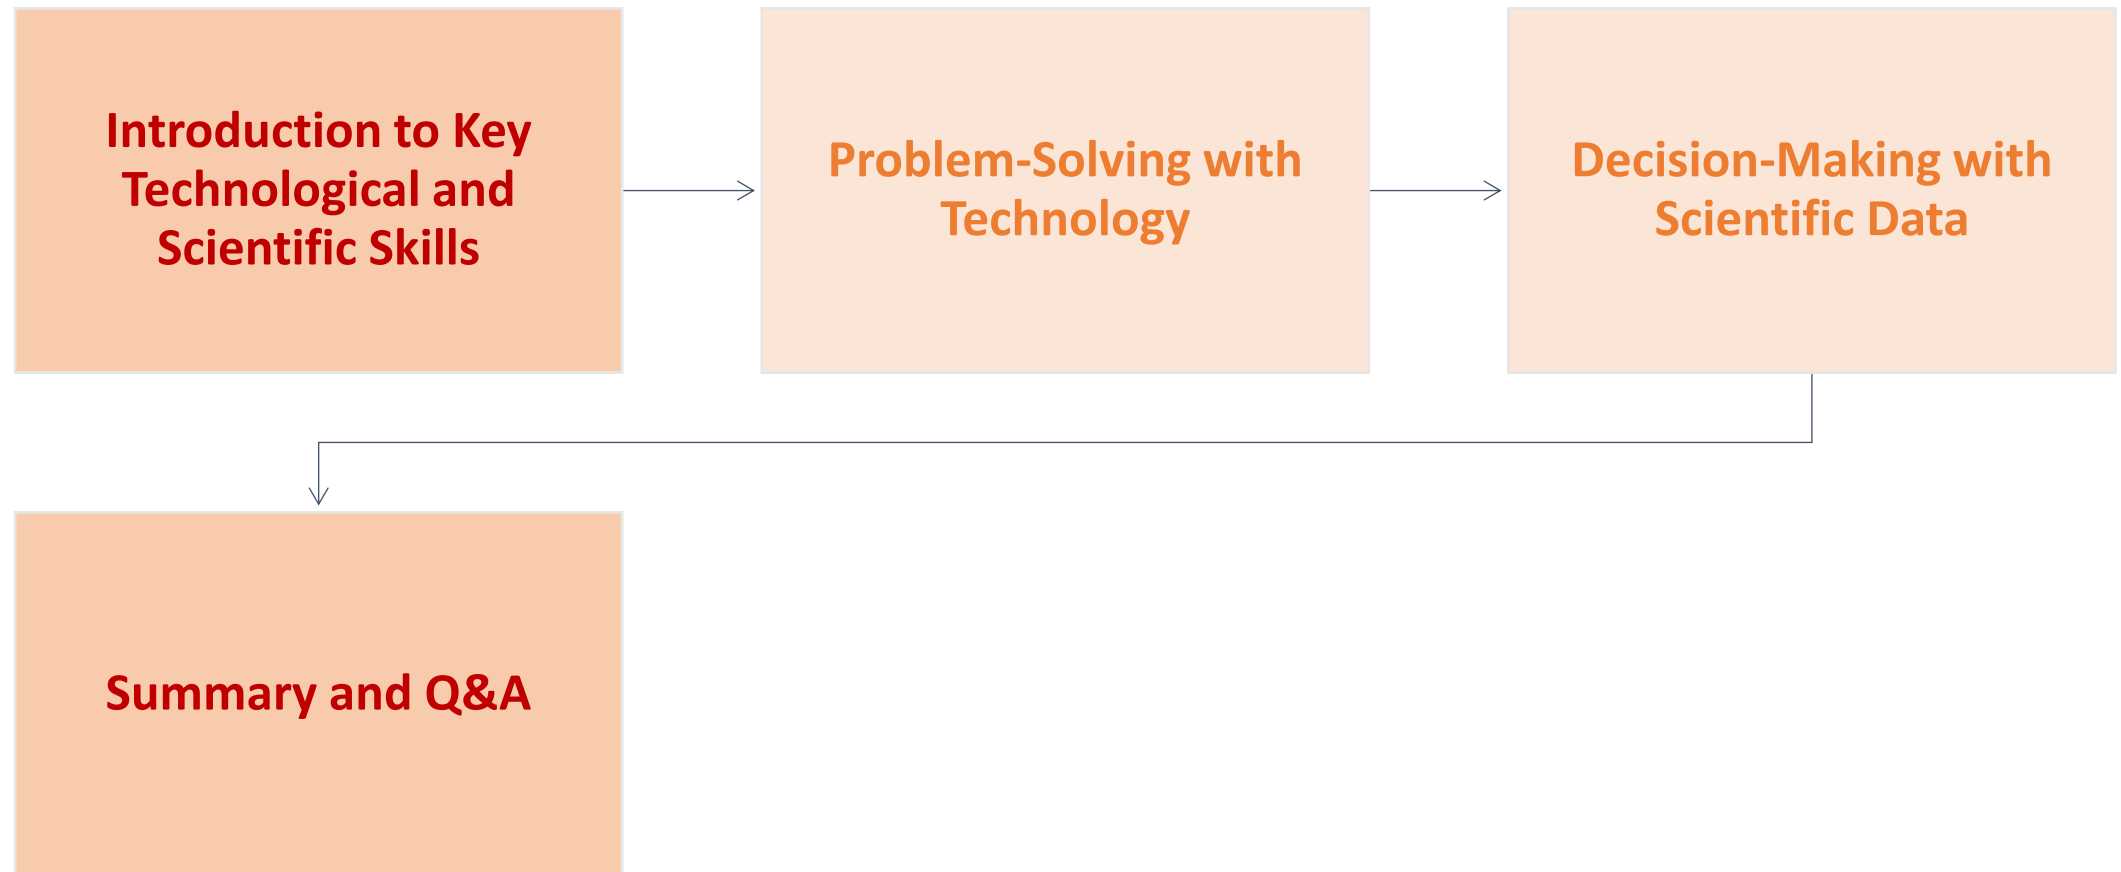 Introduction to Key
Technological and
Scientific Skills
Problem-Solving with
Technology
Decision-Making with
Scientific Data
Summary and Q&A